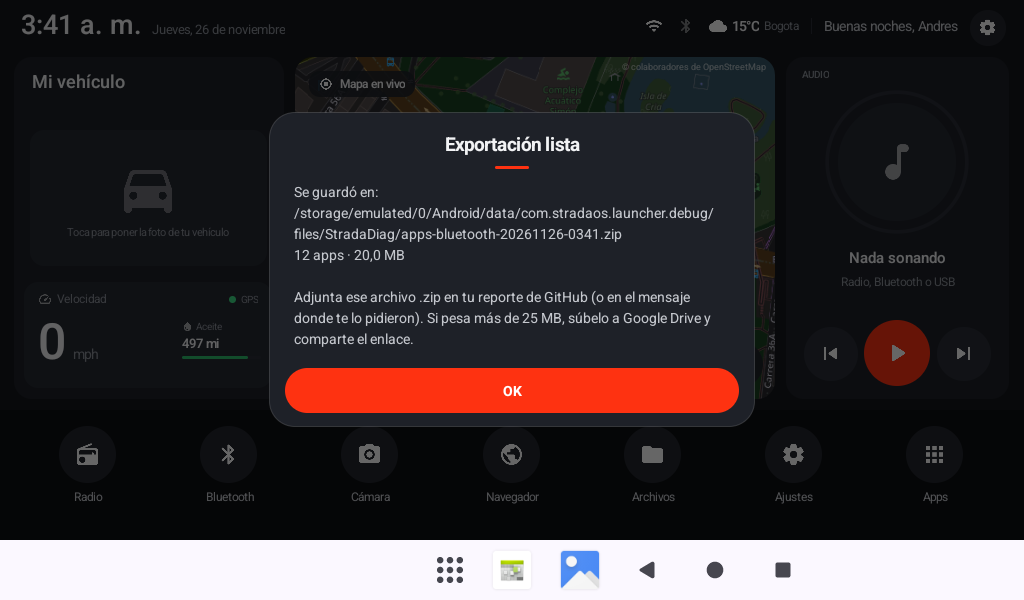 3:41 a. m. Jueves, 26 de noviembre
15°C Bogota
Buenas noches, Andres
Mi vehículo
Toca para poner la foto de tu vehículo
Velocidad
GPS
0 mph
Aceite
497 mi
Mapa en vivo
© colaboradores de OpenStreetMap
Complejo
Acuático
Isla de
Exportación lista
Se guardó en:
/storage/emulated/0/Android/data/com.stradaos.launcher.debug/
files/StradaDiag/apps-bluetooth-20261126-0341.zip
12 apps · 20,0 MB
Adjunta ese archivo .zip en tu reporte de GitHub (o en el mensaje
donde te lo pidieron). Si pesa más de 25 MB, súbelo a Google Drive y
comparte el enlace.
OK
AUDIO
Nada sonando
Radio, Bluetooth o USB
Radio
Bluetooth
Cámara
Navegador
Archivos
Ajustes
Apps